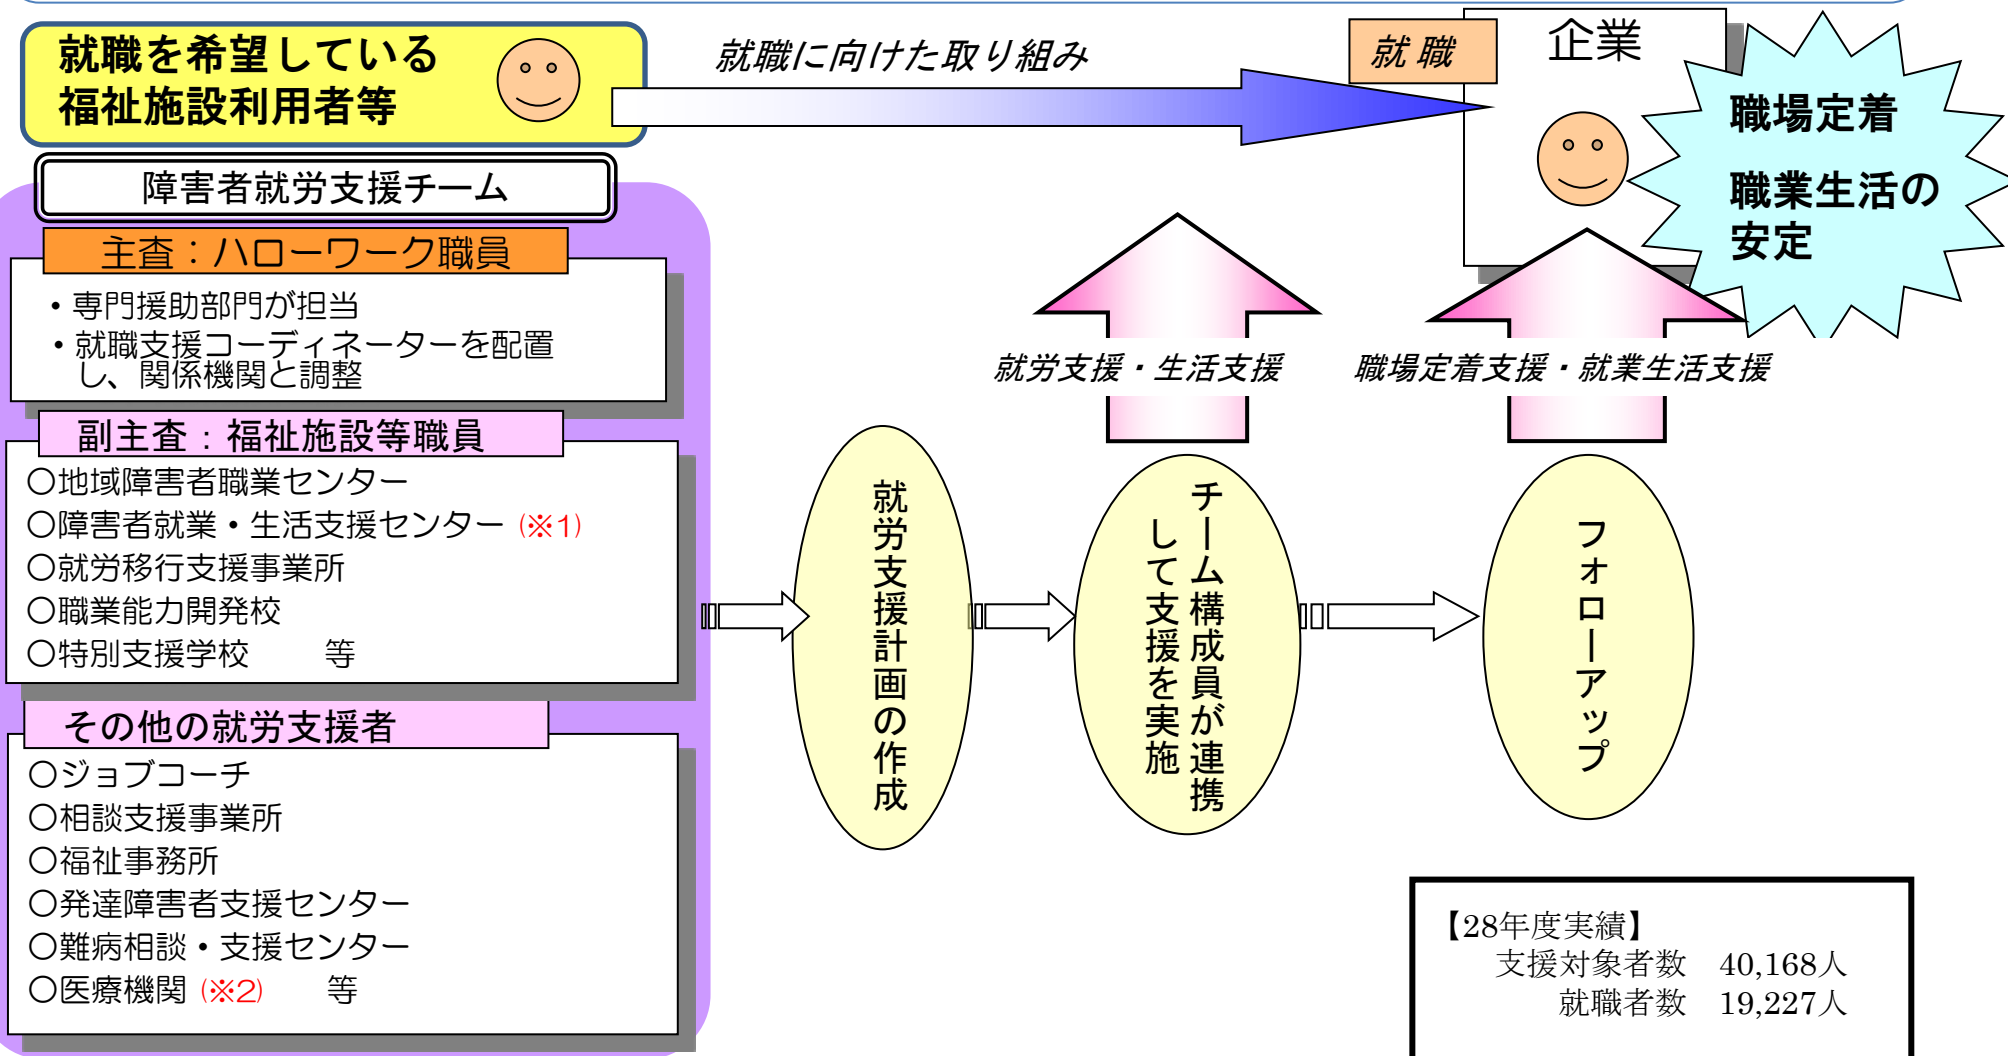 就職を希望している
福祉施設利用者等
就職に向けた取り組み
就 職
企業
職場定着
職業生活の
安定
障害者就労支援チーム
主査：ハローワーク職員
・専門援助部門が担当
・就職支援コーディネーターを配置
し、関係機関と調整
副主査：福祉施設等職員
○地域障害者職業センター
○障害者就業・生活支援センター (※1)
○就労移行支援事業所
○職業能力開発校
○特別支援学校　　等
その他の就労支援者
○ジョブコーチ
○相談支援事業所
○福祉事務所
○発達障害者支援センター
○難病相談・支援センター
○医療機関 (※2)　　等
就労支援・生活支援
職場定着支援・就業生活支援
就労支援計画の作成
チーム構成員が連携
して支援を実施
フォローアップ
【28年度実績】
支援対象者数　40,168人
就職者数　19,227人